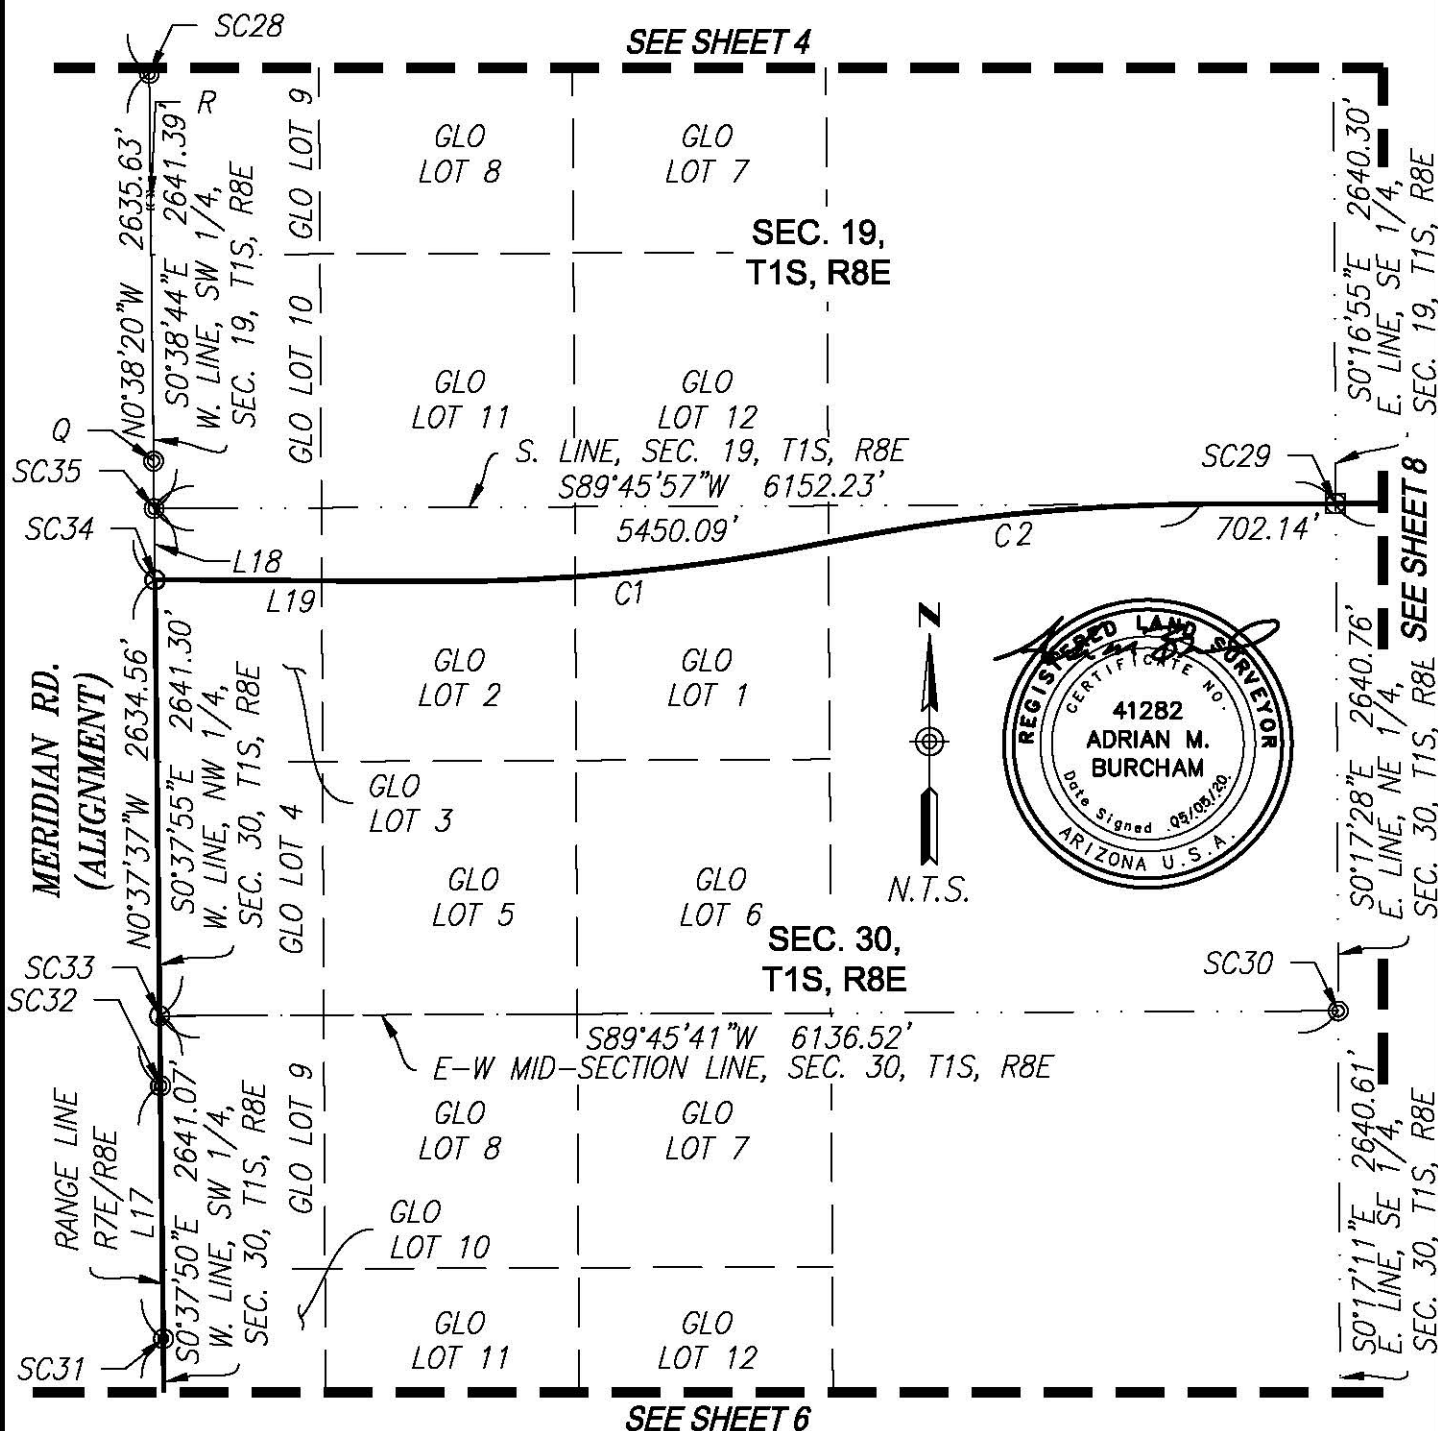 SC28
SEE SHEET 4
R
N0°38'20"W 2635.63'
S0°38'44"E 2641.39'
W. LINE, SW 1/4,
SEC. 19, T1S, R8E
GLO LOT 9
GLO
LOT 8
GLO
LOT 7
SEC. 19,
T1S, R8E
S0°16'55"E 2640.30'
E. LINE, SE 1/4,
SEC. 19, T1S, R8E
GLO LOT 10
GLO
LOT 11
GLO
LOT 12
Q
SC35
SC34
S. LINE, SEC. 19, T1S, R8E
S89°45'57"W 6152.23'
5450.09'
SC29
702.14'
C2
C1
L18
L19
SEE SHEET 8
MERIDIAN RD.
(ALIGNMENT)
N0°37'37"W 2634.56'
S0°37'55"E 2641.30'
W. LINE, NW 1/4,
SEC. 30, T1S, R8E
GLO LOT 4
GLO
LOT 2
GLO
LOT 1
GLO
LOT 3
GLO
LOT 5
GLO
LOT 6
N
N.T.S.
REGISTERED LAND SURVEYOR
CERTIFICATE NO.
41282
ADRIAN M.
BURCHAM
Date Signed 05/05/20.
ARIZONA U.S.A.
S0°17'28"E 2640.76'
E. LINE, NE 1/4,
SEC. 30, T1S, R8E
SEC. 30,
T1S, R8E
SC33
SC32
SC30
S89°45'41"W 6136.52'
E-W MID-SECTION LINE, SEC. 30, T1S, R8E
RANGE LINE
R7E/R8E
L17
S0°37'50"E 2641.07'
W. LINE, SW 1/4,
SEC. 30, T1S, R8E
GLO LOT 9
GLO
LOT 8
GLO
LOT 7
GLO
LOT 10
GLO
LOT 11
GLO
LOT 12
S0°17'11"E 2640.61'
E. LINE, SE 1/4,
SEC. 30, T1S, R8E
SC31
SEE SHEET 6